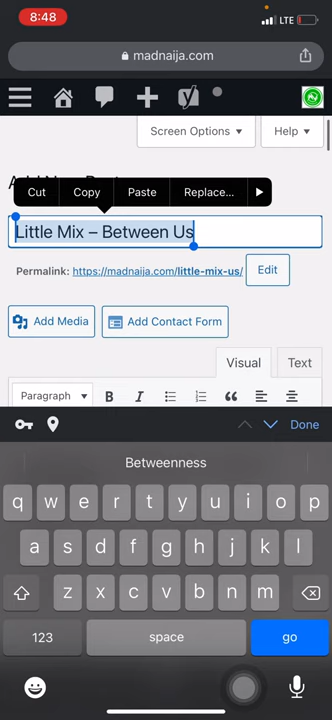 8:48
LTE
madnaija.com
Screen Options ▼ Help ▼
Cut Copy Paste Replace... ▶
Little Mix – Between Us
Permalink: https://madnaija.com/little-mix-us/ Edit
Add Media Add Contact Form
Visual Text
Paragraph ▼ B I
Done
Betweenness
q w e r t y u i o p
a s d f g h j k l
z x c v b n m
123 space go